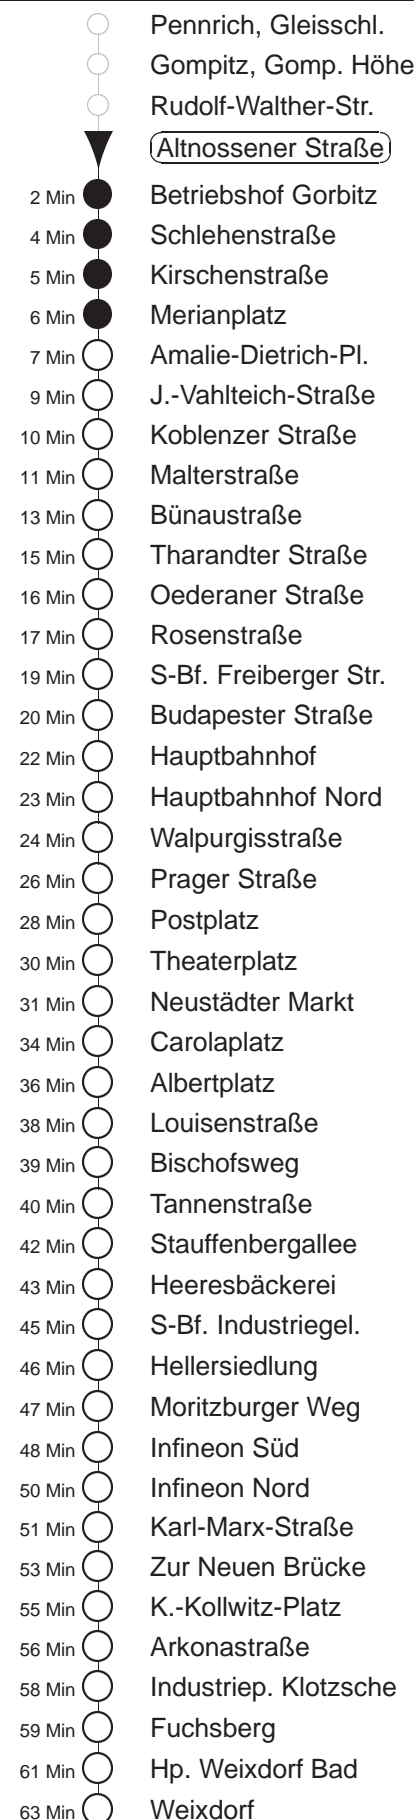 Pennrich, Gleisschl.
Gompitz, Gomp. Höhe
Rudolf-Walther-Str.
Altnossener Straße
2 Min Betriebshof Gorbitz
4 Min Schlehenstraße
5 Min Kirschenstraße
6 Min Merianplatz
7 Min Amalie-Dietrich-Pl.
9 Min J.-Vahlteich-Straße
10 Min Koblenzer Straße
11 Min Malterstraße
13 Min Bünaustraße
15 Min Tharandter Straße
16 Min Oederaner Straße
17 Min Rosenstraße
19 Min S-Bf. Freiberger Str.
20 Min Budapester Straße
22 Min Hauptbahnhof
23 Min Hauptbahnhof Nord
24 Min Walpurgisstraße
26 Min Prager Straße
28 Min Postplatz
30 Min Theaterplatz
31 Min Neustädter Markt
34 Min Carolaplatz
36 Min Albertplatz
38 Min Louisenstraße
39 Min Bischofsweg
40 Min Tannenstraße
42 Min Stauffenbergallee
43 Min Heeresbäckerei
45 Min S-Bf. Industriegel.
46 Min Hellersiedlung
47 Min Moritzburger Weg
48 Min Infineon Süd
50 Min Infineon Nord
51 Min Karl-Marx-Straße
53 Min Zur Neuen Brücke
55 Min K.-Kollwitz-Platz
56 Min Arkonastraße
58 Min Industriep. Klotzsche
59 Min Fuchsberg
61 Min Hp. Weixdorf Bad
63 Min Weixdorf